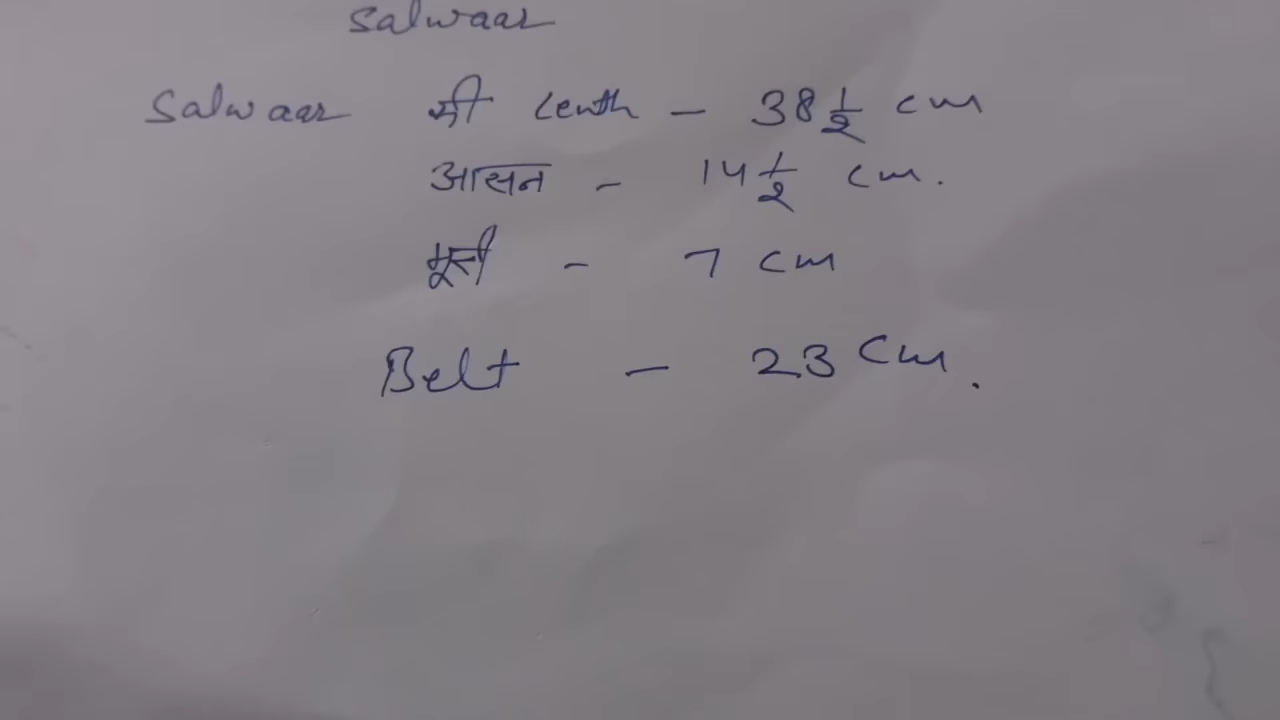 Salwaar
Salwaar की Lenth - 38 1/2 cm
आसन - 14 1/2 cm.
- 7 cm
Belt - 23 cm.